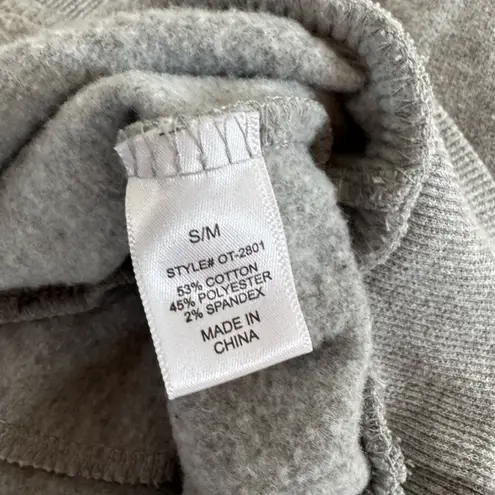 S/M
STYLE# OT-2801
53% COTTON
45% POLYESTER
2% SPANDEX
MADE IN
CHINA